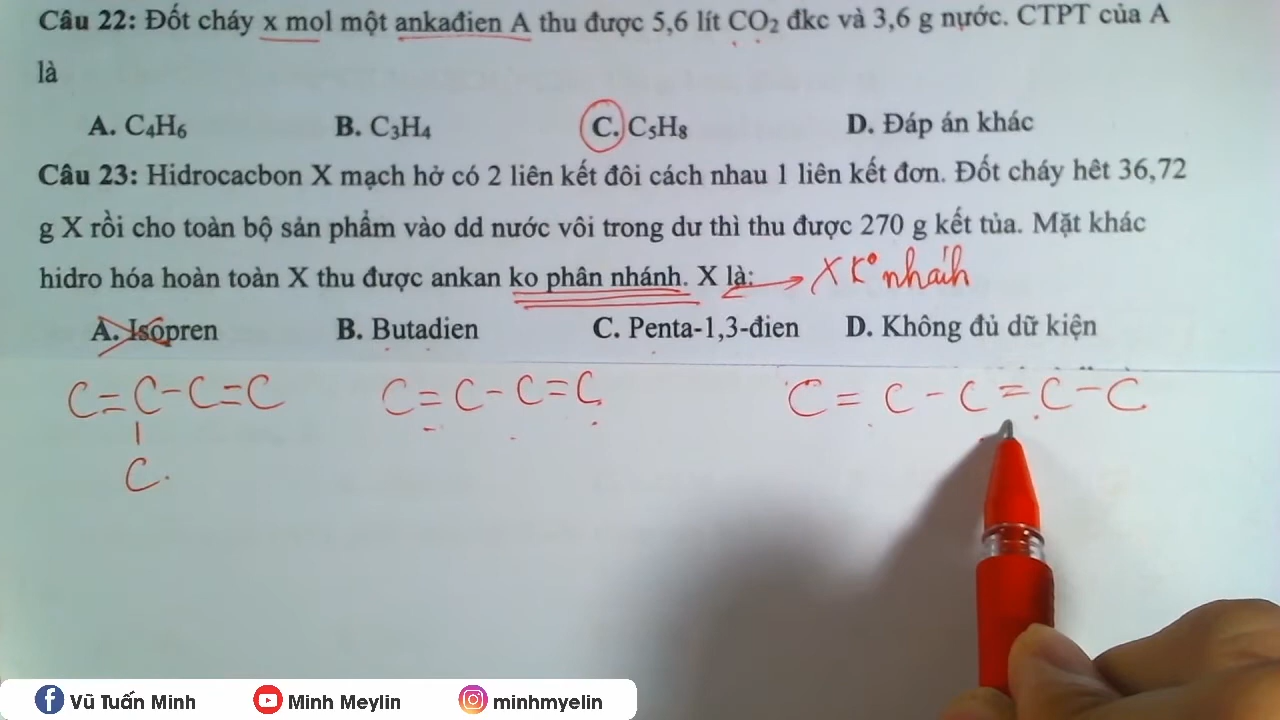 Câu 22: Đốt cháy x mol một ankađien A thu được 5,6 lít CO₂ đkc và 3,6 g nước. CTPT của A
là
A. C₄H₆ B. C₃H₄ C. C₅H₈ D. Đáp án khác
Câu 23: Hidrocacbon X mạch hở có 2 liên kết đôi cách nhau 1 liên kết đơn. Đốt cháy hêt 36,72
g X rồi cho toàn bộ sản phẩm vào dd nước vôi trong dư thì thu được 270 g kết tủa. Mặt khác
hidro hóa hoàn toàn X thu được ankan ko phân nhánh. X là: → X K° nhánh
A. Isopren B. Butadien C. Penta-1,3-đien D. Không đủ dữ kiện
C=C-C=C C=C-C=C C=C-C=C-C
C
Vũ Tuấn Minh Minh Meylin minhmyelin